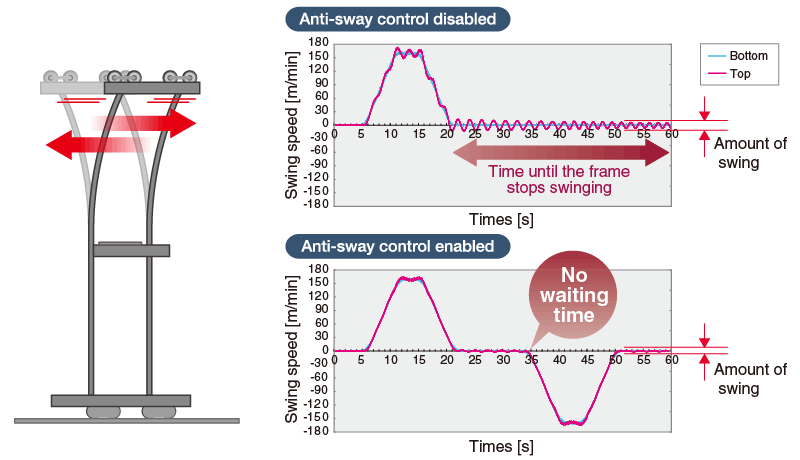 Anti-sway control disabled
Swing speed [m/min]
180
150
120
90
60
30
0
-30
-60
-90
-120
-150
-180
0 5 10 15 20 25 30 35 40 45 50 55 60
Time until the frame
stops swinging
Times [s]
Bottom
Top
Amount of
swing
Anti-sway control enabled
Swing speed [m/min]
180
150
120
90
60
30
0
-30
-60
-90
-120
-150
-180
0 5 10 15 20 25 30 35 40 45 50 55 60
No
waiting
time
Times [s]
Amount of
swing